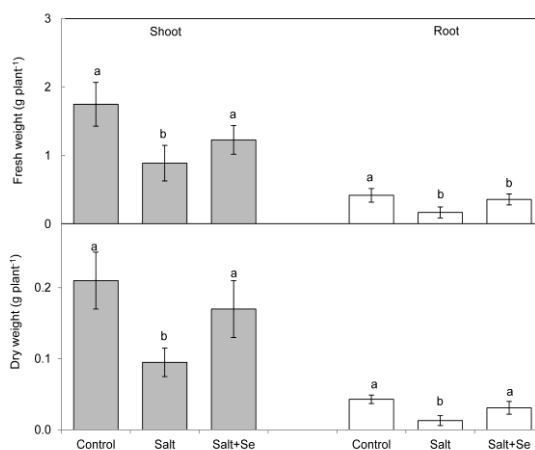 3
Shoot
Root
a
a
2
b
Fresh weight (g plant⁻¹)
1
a
b
b
0
a
a
0.2
b
Dry weight (g plant⁻¹)
0.1
a
b
a
0.0
Control Salt Salt+Se Control Salt Salt+Se